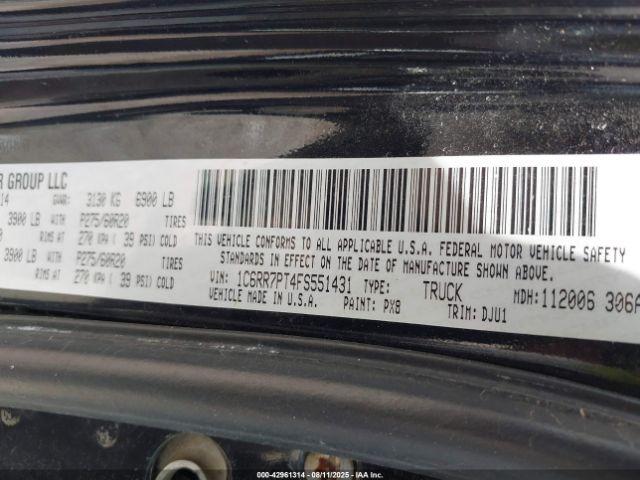 R GROUP LLC
14 GVWR: 3130 KG 6900 LB
3900 LB WITH P275/60R20 TIRES
RIMS AT 270 KPA ( 39 PSI) COLD
3900 LB WITH P275/60R20 TIRES
RIMS AT 270 KPA ( 39 PSI) COLD
THIS VEHICLE CONFORMS TO ALL APPLICABLE U.S.A. FEDERAL MOTOR VEHICLE SAFETY
STANDARDS IN EFFECT ON THE DATE OF MANUFACTURE SHOWN ABOVE.
VIN: 1C6RR7PT4FS551431 TYPE: TRUCK MDH: 112006 306A
VEHICLE MADE IN U.S.A. PAINT: PX8 TRIM: DJU1
000-42961314 - 08/11/2025 - IAAI.COM